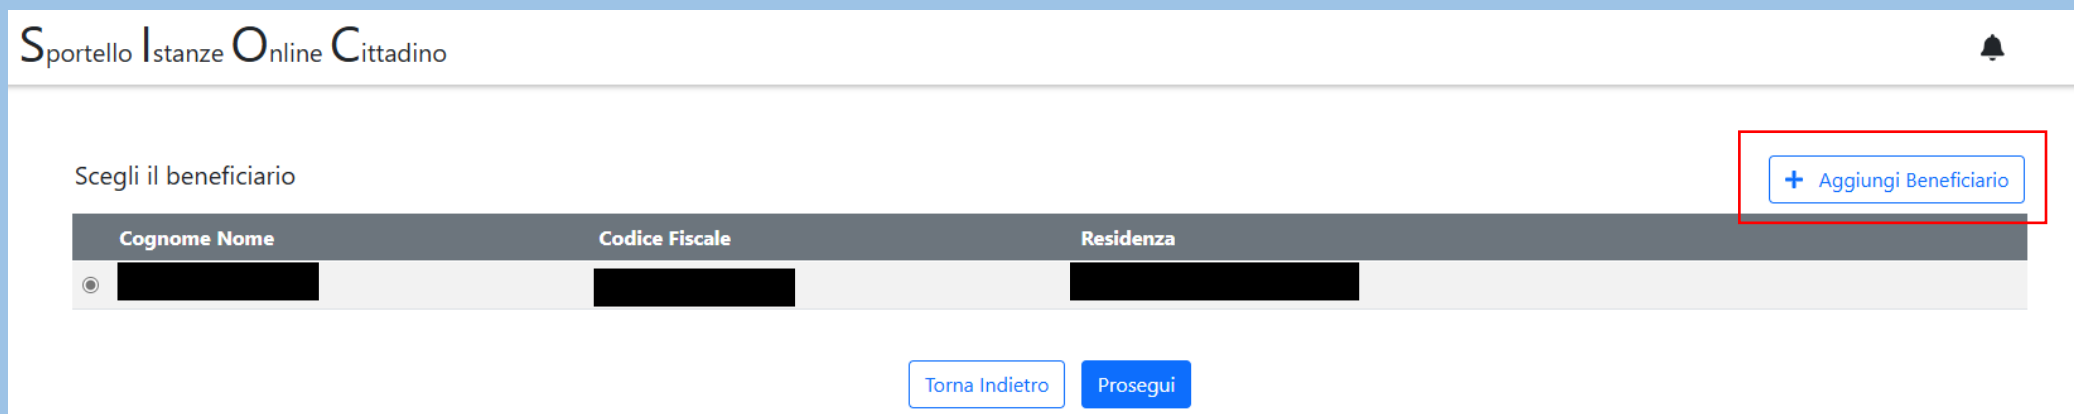 Sportello Istanze Online Cittadino
Scegli il beneficiario
+ Aggiungi Beneficiario
Cognome Nome Codice Fiscale Residenza
Torna Indietro Prosegui